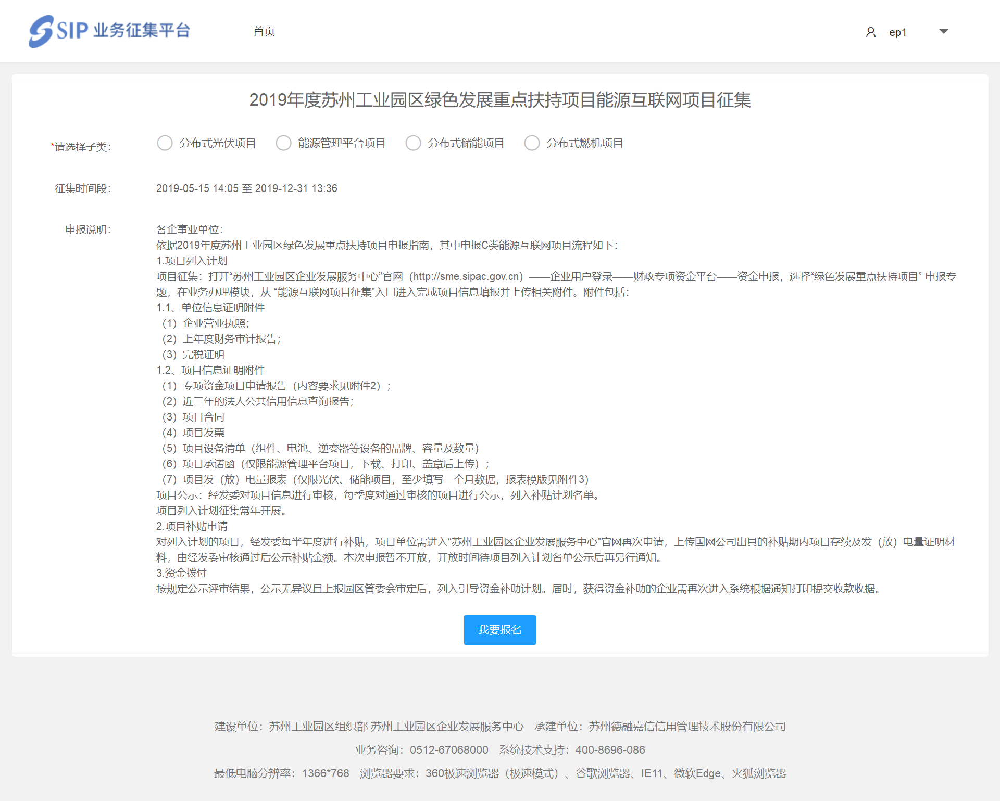 SIP 业务征集平台
首页
ep1
2019年度苏州工业园区绿色发展重点扶持项目能源互联网项目征集
*请选择子类：
分布式光伏项目 能源管理平台项目 分布式储能项目 分布式燃机项目
征集时间段：
2019-05-15 14:05 至 2019-12-31 13:36
申报说明：
各企事业单位：
依据2019年度苏州工业园区绿色发展重点扶持项目申报指南，其中申报C类能源互联网项目流程如下：
1.项目列入计划
项目征集：打开“苏州工业园区企业发展服务中心”官网（http://sme.sipac.gov.cn）——企业用户登录——财政专项资金平台——资金申报，选择“绿色发展重点扶持项目” 申报专
题，在业务办理模块，从 “能源互联网项目征集”入口进入完成项目信息填报并上传相关附件。附件包括：
1.1、单位信息证明附件
（1）企业营业执照；
（2）上年度财务审计报告；
（3）完税证明
1.2、项目信息证明附件
（1）专项资金项目申请报告（内容要求见附件2）；
（2）近三年的法人公共信用信息查询报告；
（3）项目合同
（4）项目发票
（5）项目设备清单（组件、电池、逆变器等设备的品牌、容量及数量）
（6）项目承诺函（仅限能源管理平台项目，下载、打印、盖章后上传）；
（7）项目发（放）电量报表（仅限光伏、储能项目，至少填写一个月数据，报表模版见附件3）
项目公示：经发委对项目信息进行审核，每季度对通过审核的项目进行公示，列入补贴计划名单。
项目列入计划征集常年开展。
2.项目补贴申请
对列入计划的项目，经发委每半年度进行补贴，项目单位需进入“苏州工业园区企业发展服务中心”官网再次申请，上传国网公司出具的补贴期内项目存续及发（放）电量证明材
料，由经发委审核通过后公示补贴金额。本次申报暂不开放，开放时间待项目列入计划名单公示后再另行通知。
3.资金拨付
按规定公示评审结果，公示无异议且上报园区管委会审定后，列入引导资金补助计划。届时，获得资金补助的企业需再次进入系统根据通知打印提交收款收据。
我要报名
建设单位：苏州工业园区组织部 苏州工业园区企业发展服务中心 承建单位：苏州德融嘉信信用管理技术股份有限公司
业务咨询：0512-67068000 系统技术支持：400-8696-086
最低电脑分辨率：1366*768 浏览器要求：360极速浏览器（极速模式）、谷歌浏览器、IE11、微软Edge、火狐浏览器